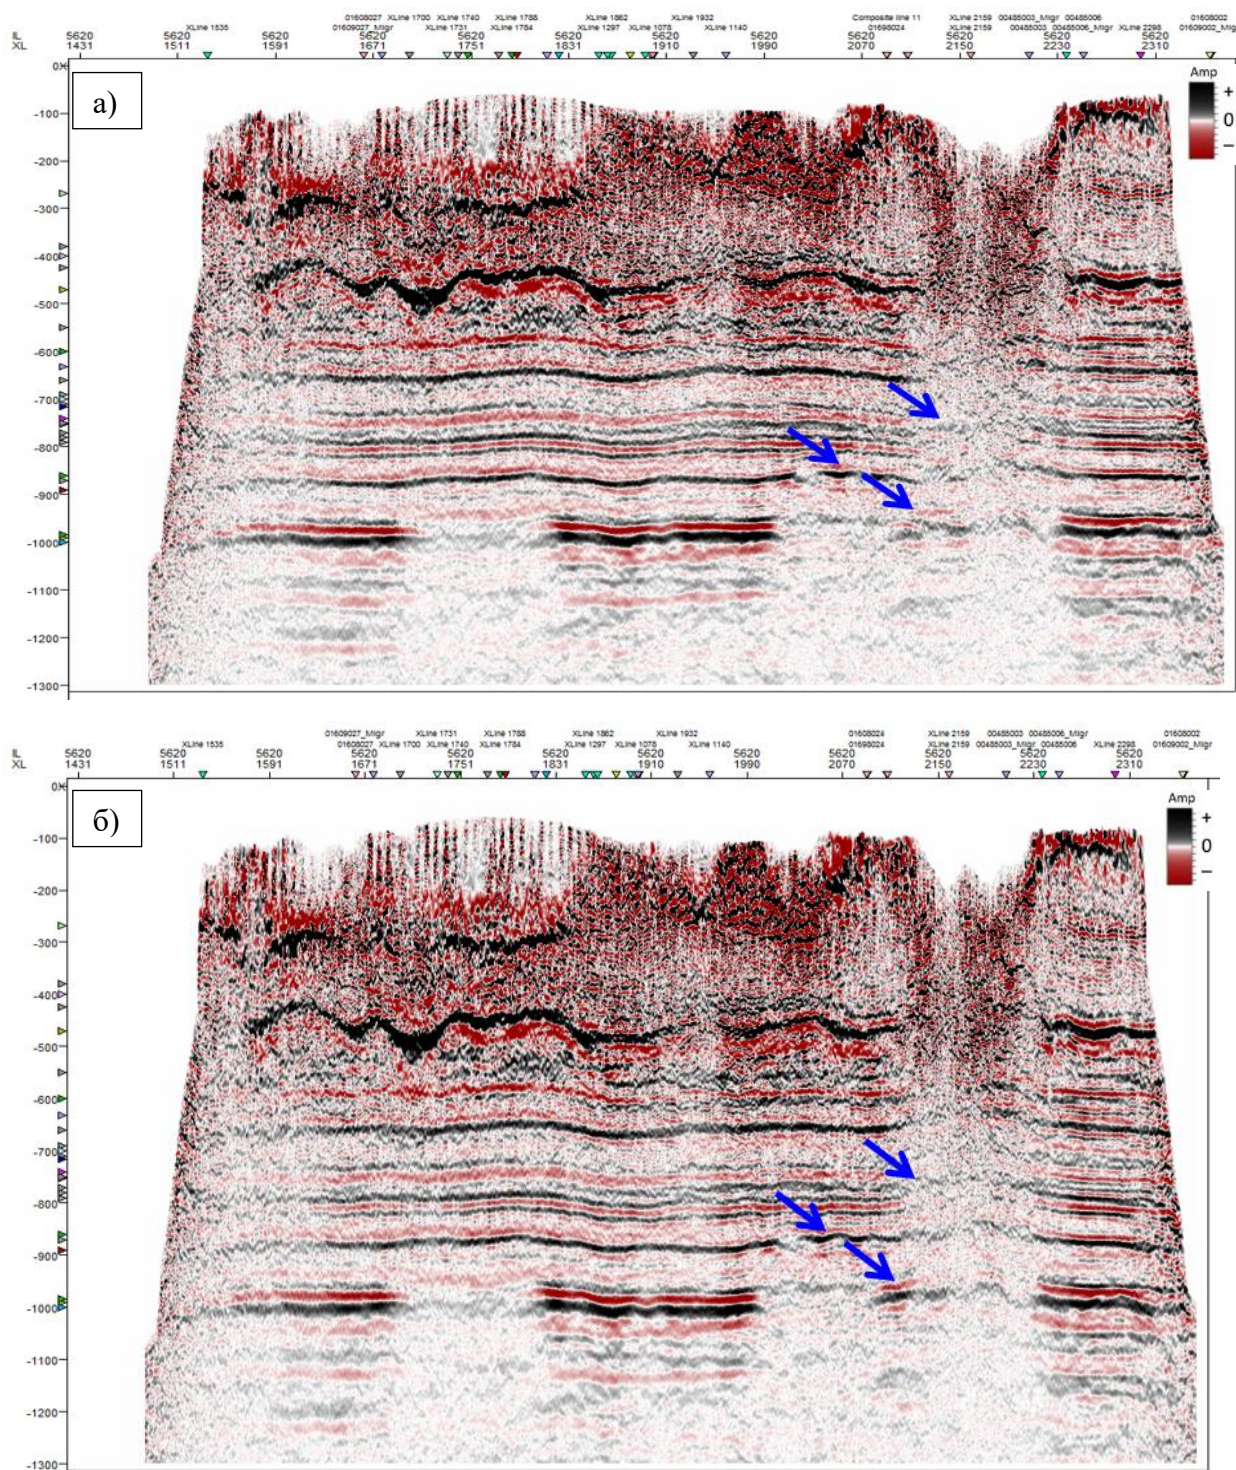 01608027 XLine 1700 XLine 1740 XLine 1788 XLine 1862 XLine 1932 Composite line 11 XLine 2159 00485003_Migr 00485006 01608002
XLine 1535 01609027_Migr XLine 1731 XLine 1784 XLine 1297 XLine 1078 XLine 1140 01698024 XLine 2159 00485003 00485006_Migr XLine 2298 01609002_Migr
IL 5620 5620 5620 5620 5620 5620 5620 5620 5620 5620 5620 5620
XL 1431 1511 1591 1671 1751 1831 1910 1990 2070 2150 2230 2310
а)
Amp
+
0
−
0
-100
-200
-300
-400
-500
-600
-700
-800
-900
-1000
-1100
-1200
-1300
01609027_Migr XLine 1731 XLine 1788 XLine 1862 XLine 1932 01608024 XLine 2159 00485003 00485006_Migr 01608002
XLine 1535 01608027 XLine 1700 XLine 1740 XLine 1784 XLine 1297 XLine 1078 XLine 1140 01698024 XLine 2159 00485003_Migr 00485006 XLine 2298 01609002_Migr
IL 5620 5620 5620 5620 5620 5620 5620 5620 5620 5620 5620 5620
XL 1431 1511 1591 1671 1751 1831 1910 1990 2070 2150 2230 2310
б)
Amp
+
0
−
0
-100
-200
-300
-400
-500
-600
-700
-800
-900
-1000
-1100
-1200
-1300